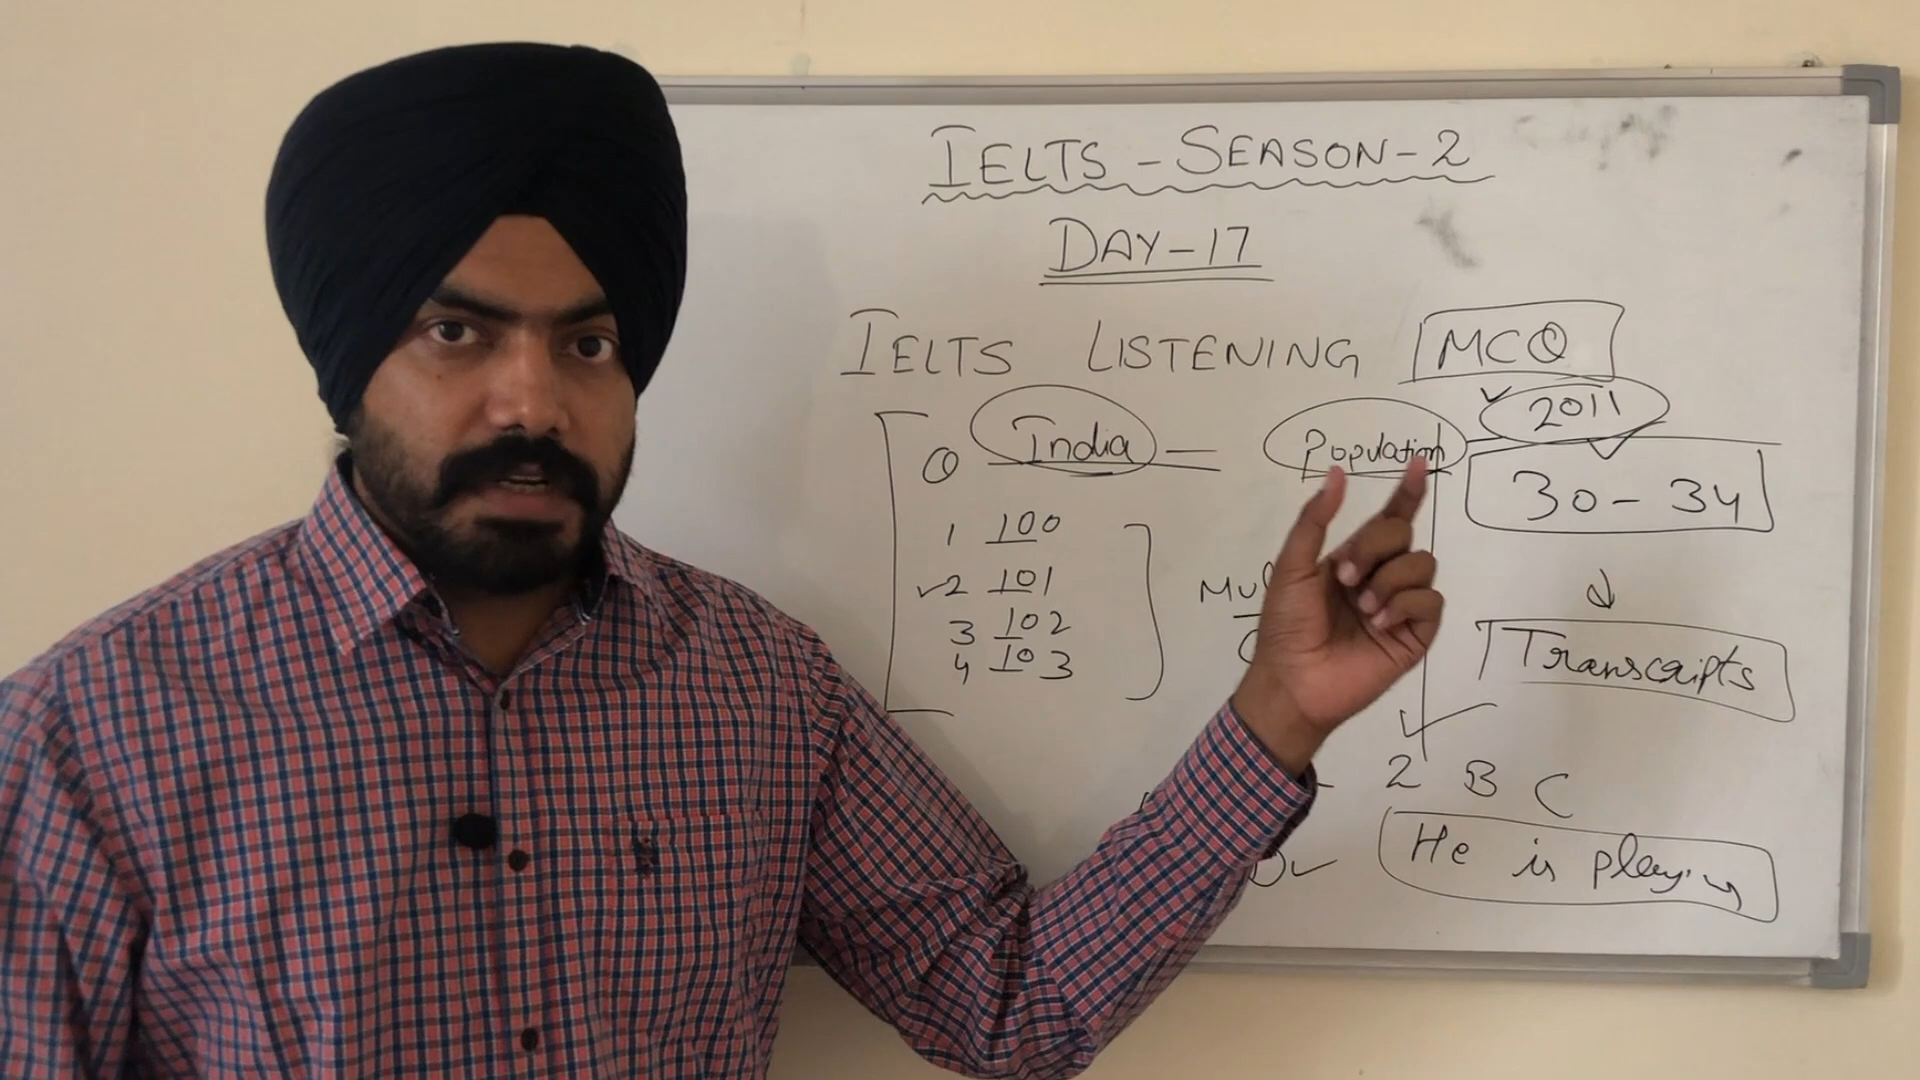 IELTS - SEASON - 2
DAY - 17
IELTS LISTENING MCQ
2011
Q India — Population
30 - 34
1 100
2 101
3 102
4 103
Transcripts
2 B C
He is playing